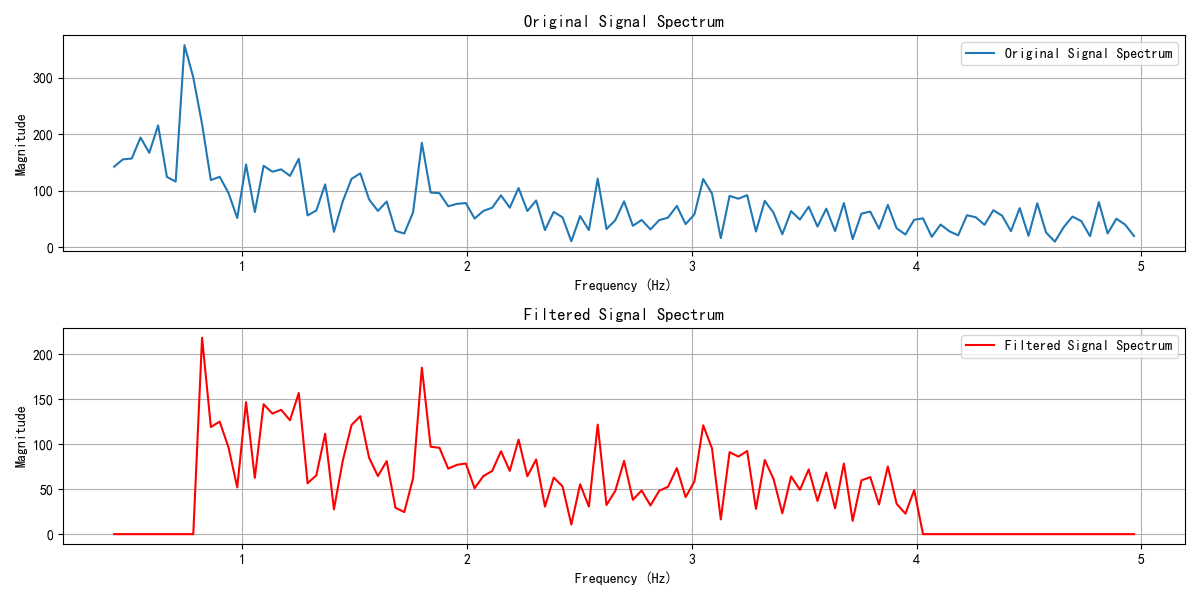 Original Signal Spectrum
Original Signal Spectrum
Magnitude
300
200
100
0
1 2 3 4 5
Frequency (Hz)
Filtered Signal Spectrum
Filtered Signal Spectrum
Magnitude
200
150
100
50
0
1 2 3 4 5
Frequency (Hz)